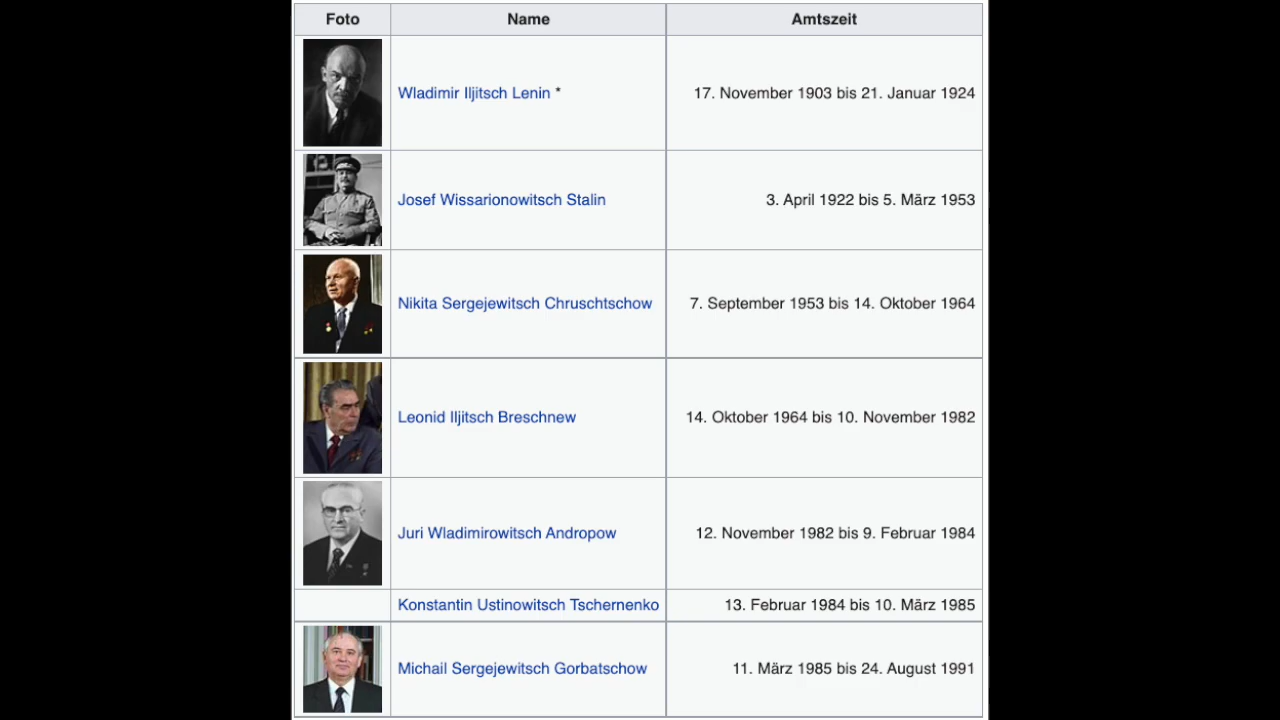 Foto Name Amtszeit
Wladimir Iljitsch Lenin * 17. November 1903 bis 21. Januar 1924
Josef Wissarionowitsch Stalin 3. April 1922 bis 5. März 1953
Nikita Sergejewitsch Chruschtschow 7. September 1953 bis 14. Oktober 1964
Leonid Iljitsch Breschnew 14. Oktober 1964 bis 10. November 1982
Juri Wladimirowitsch Andropow 12. November 1982 bis 9. Februar 1984
Konstantin Ustinowitsch Tschernenko 13. Februar 1984 bis 10. März 1985
Michail Sergejewitsch Gorbatschow 11. März 1985 bis 24. August 1991